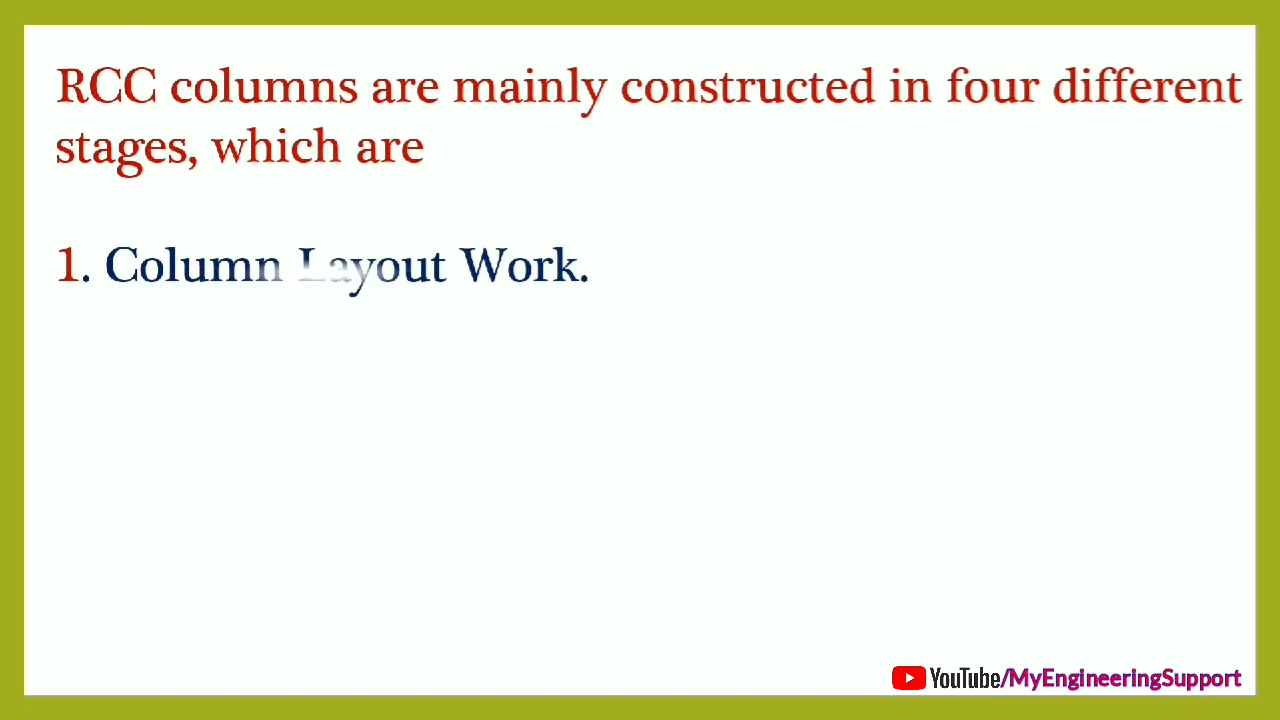 RCC columns are mainly constructed in four different
stages, which are
1. Column Layout Work.
YouTube/MyEngineeringSupport